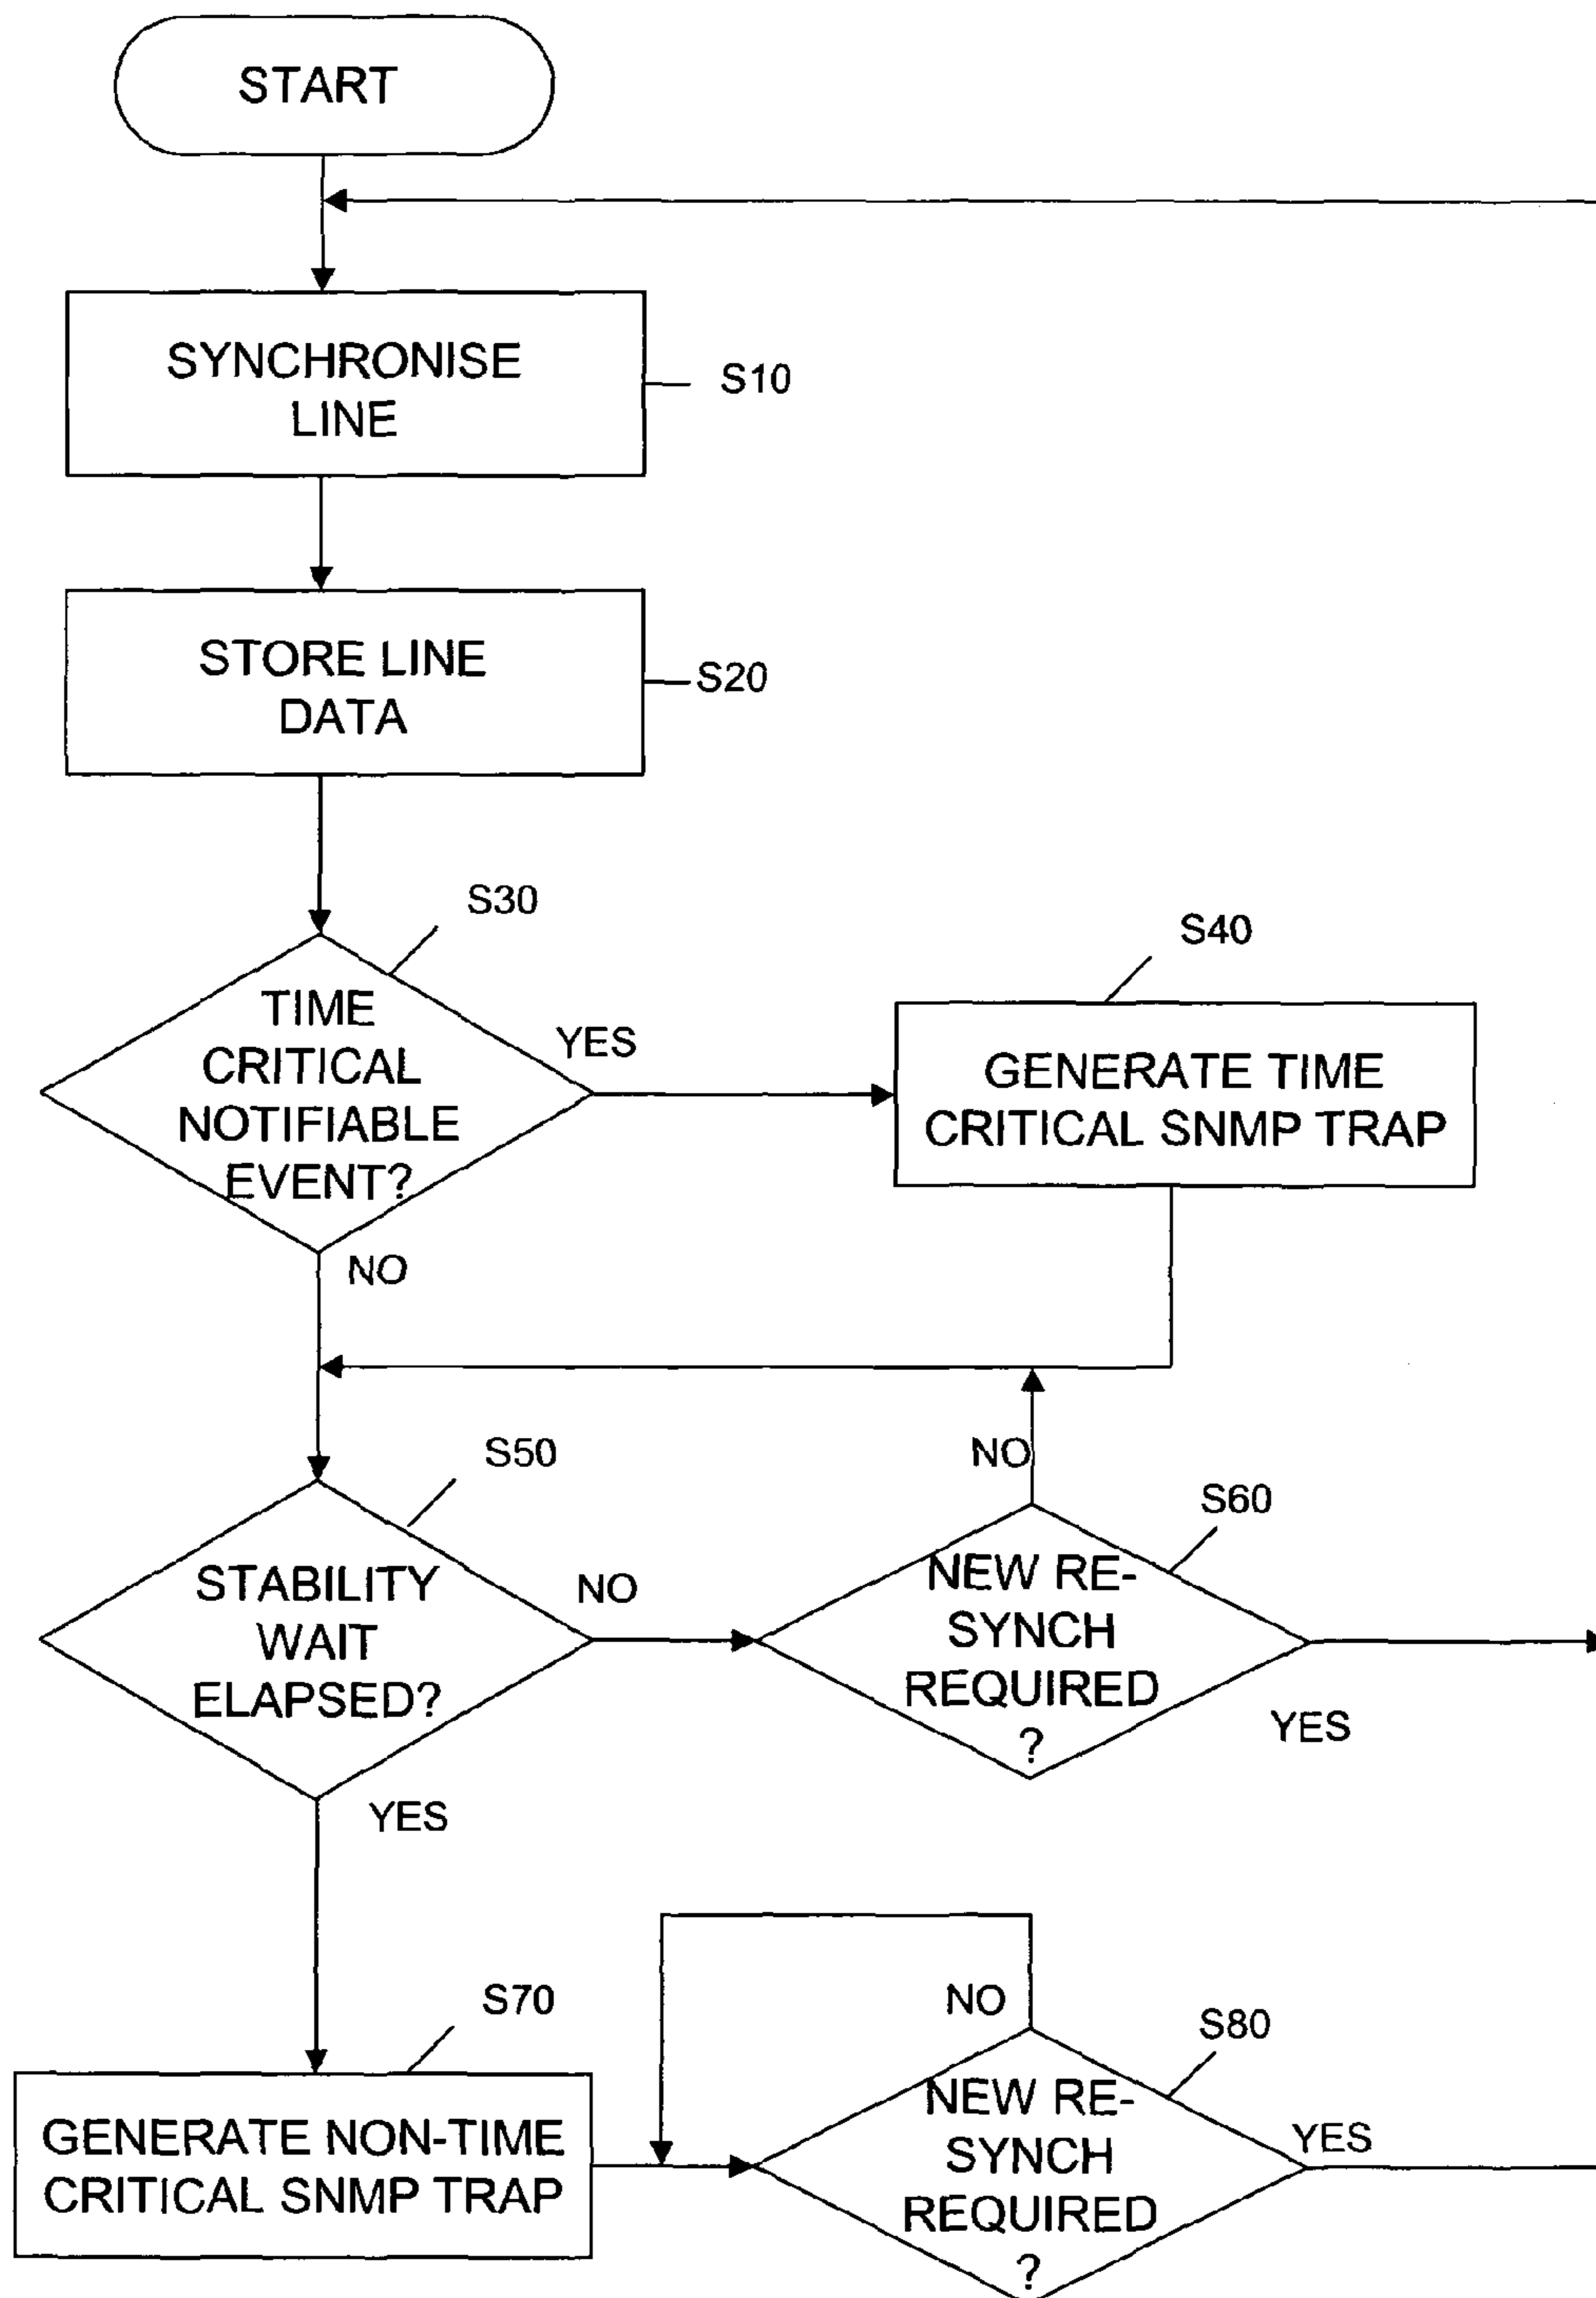 START
SYNCHRONISE
LINE
S10
STORE LINE
DATA
S20
S30
TIME
CRITICAL
NOTIFIABLE
EVENT?
YES
NO
S40
GENERATE TIME
CRITICAL SNMP TRAP
S50
STABILITY
WAIT
ELAPSED?
NO
YES
S60
NO
NEW RE-
SYNCH
REQUIRED
?
YES
S70
GENERATE NON-TIME
CRITICAL SNMP TRAP
S80
NO
NEW RE-
SYNCH
REQUIRED
?
YES